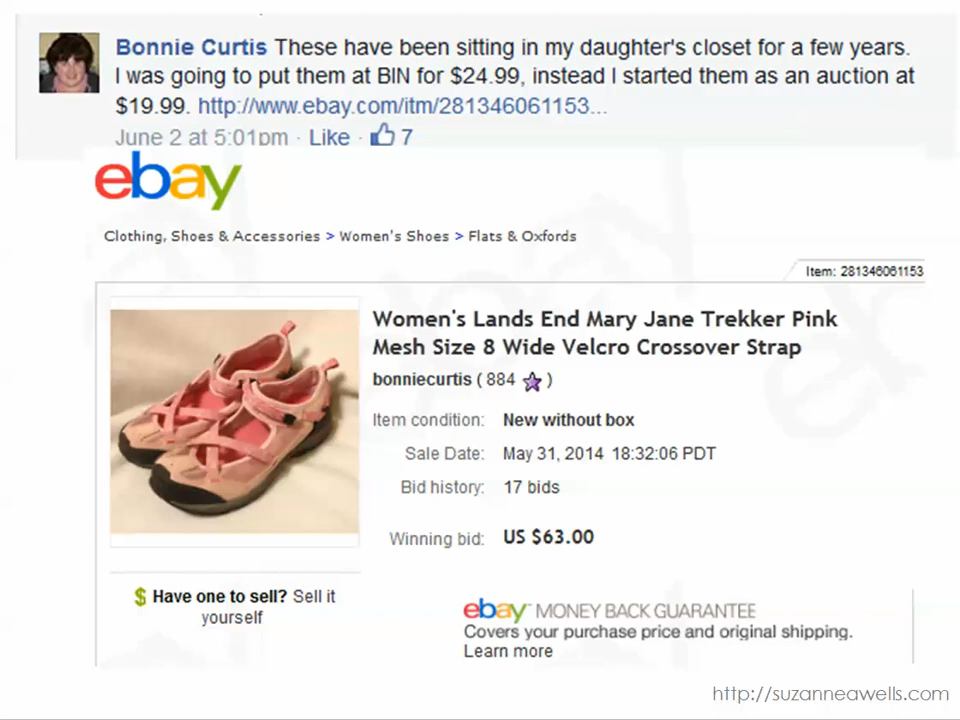 Bonnie Curtis These have been sitting in my daughter's closet for a few years.
I was going to put them at BIN for $24.99, instead I started them as an auction at
$19.99. http://www.ebay.com/itm/281346061153...
June 2 at 5:01pm · Like · 7
ebay
Clothing, Shoes & Accessories > Women's Shoes > Flats & Oxfords
Item: 281346061153
Women's Lands End Mary Jane Trekker Pink
Mesh Size 8 Wide Velcro Crossover Strap
bonniecurtis ( 884 )
Item condition: New without box
Sale Date: May 31, 2014 18:32:06 PDT
Bid history: 17 bids
Winning bid: US $63.00
$ Have one to sell? Sell it
yourself
ebay™ MONEY BACK GUARANTEE
Covers your purchase price and original shipping.
Learn more
http://suzanneawells.com